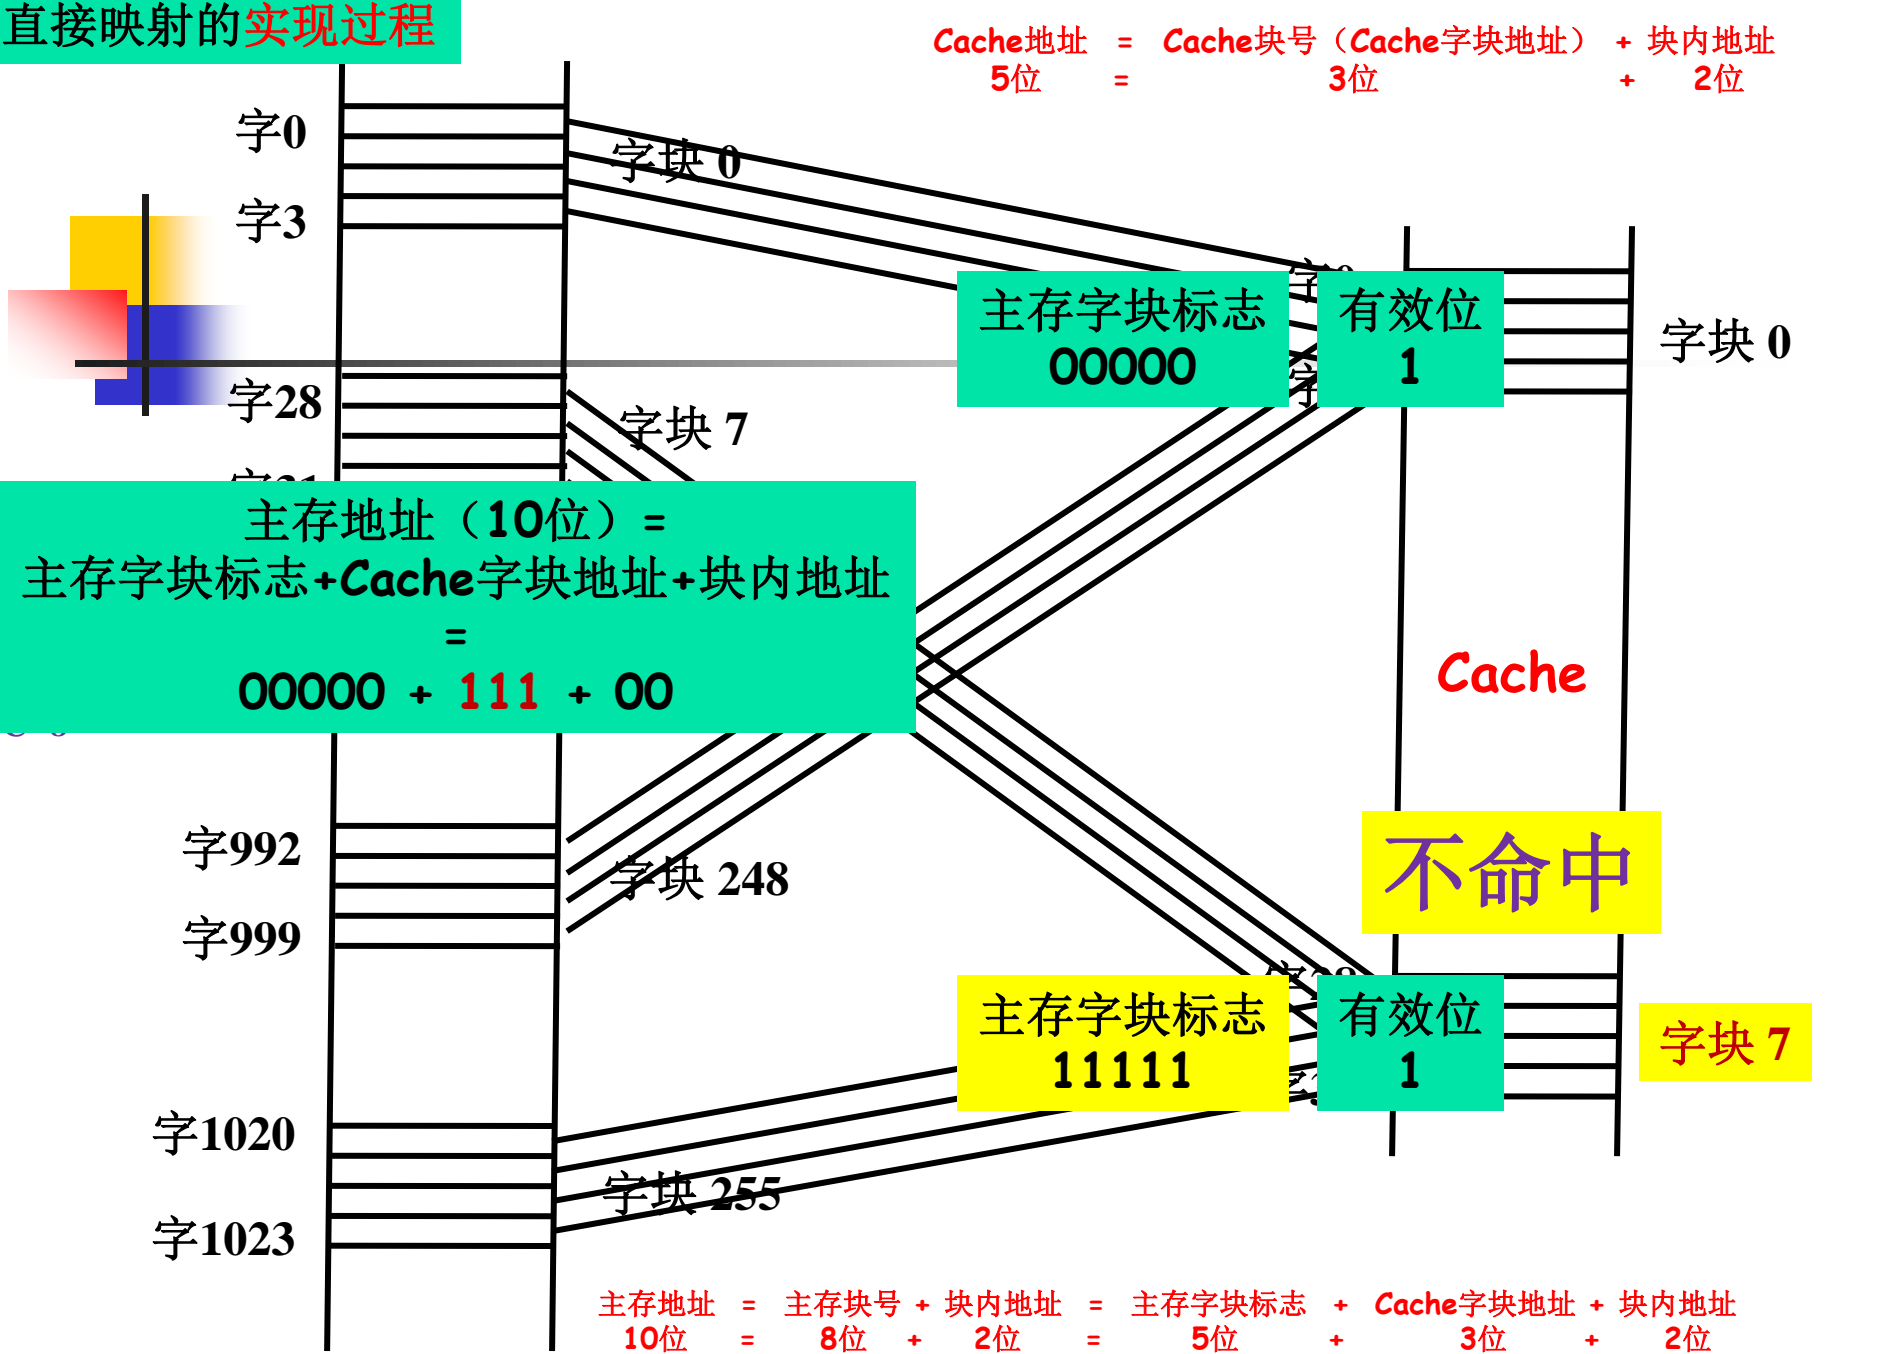 直接映射的实现过程
Cache地址 = Cache块号（Cache字块地址） + 块内地址
5位 = 3位 + 2位
字0
字块 0
字3
主存字块标志
00000
有效位
1
字块 0
字28
字块 7
主存地址（10位）=
主存字块标志+Cache字块地址+块内地址
=
00000 + 111 + 00
Cache
字992
字块 248
不命中
字999
主存字块标志
11111
有效位
1
字块 7
字1020
字块 255
字1023
主存地址 = 主存块号 + 块内地址 = 主存字块标志 + Cache字块地址 + 块内地址
10位 = 8位 + 2位 = 5位 + 3位 + 2位